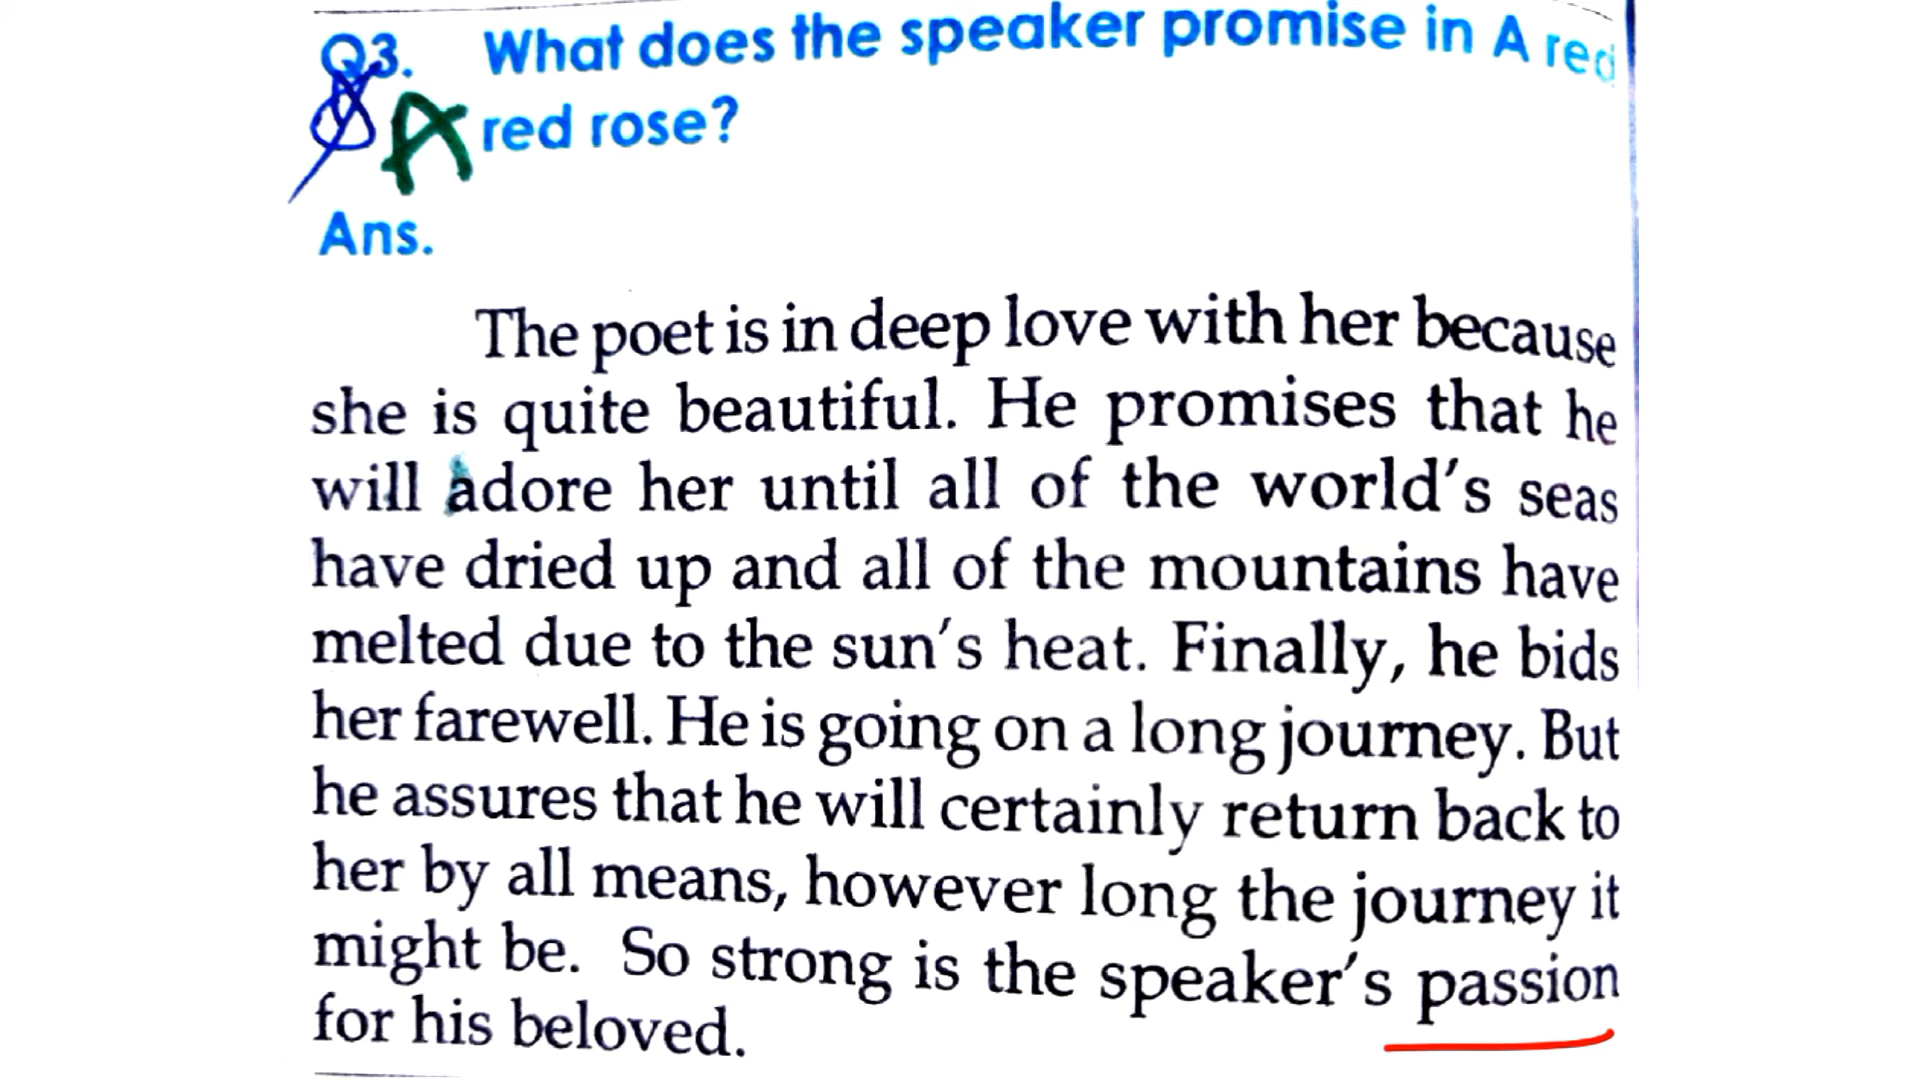 Q3. What does the speaker promise in A red
A red rose?
Ans.
The poet is in deep love with her because
she is quite beautiful. He promises that he
will adore her until all of the world's seas
have dried up and all of the mountains have
melted due to the sun's heat. Finally, he bids
her farewell. He is going on a long journey. But
he assures that he will certainly return back to
her by all means, however long the journey it
might be. So strong is the speaker's passion
for his beloved.